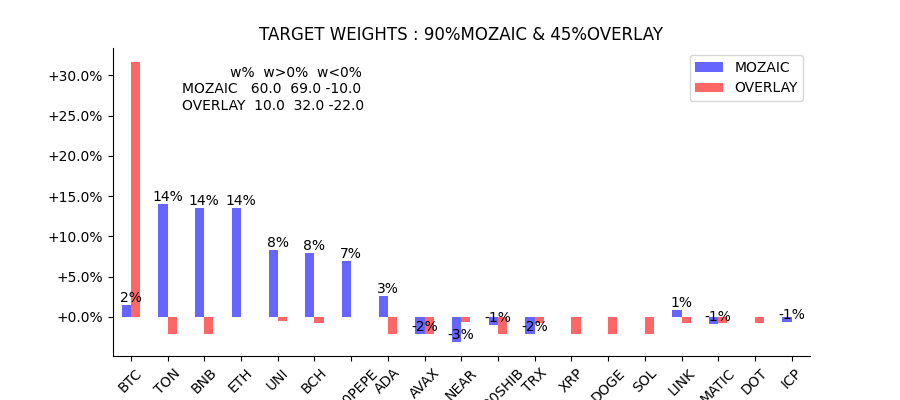 TARGET WEIGHTS : 90%MOZAIC & 45%OVERLAY
w% w>0% w<0%
MOZAIC 60.0 69.0 -10.0
OVERLAY 10.0 32.0 -22.0
MOZAIC
OVERLAY
+30.0%
+25.0%
+20.0%
+15.0%
+10.0%
+5.0%
+0.0%
2%
14%
14%
14%
8%
8%
7%
3%
-2%
-3%
-1%
-2%
1%
-1%
-1%
BTC
TON
BNB
ETH
UNI
BCH
ADA
AVAX
NEAR
TRX
XRP
DOGE
SOL
LINK
MATIC
DOT
ICP